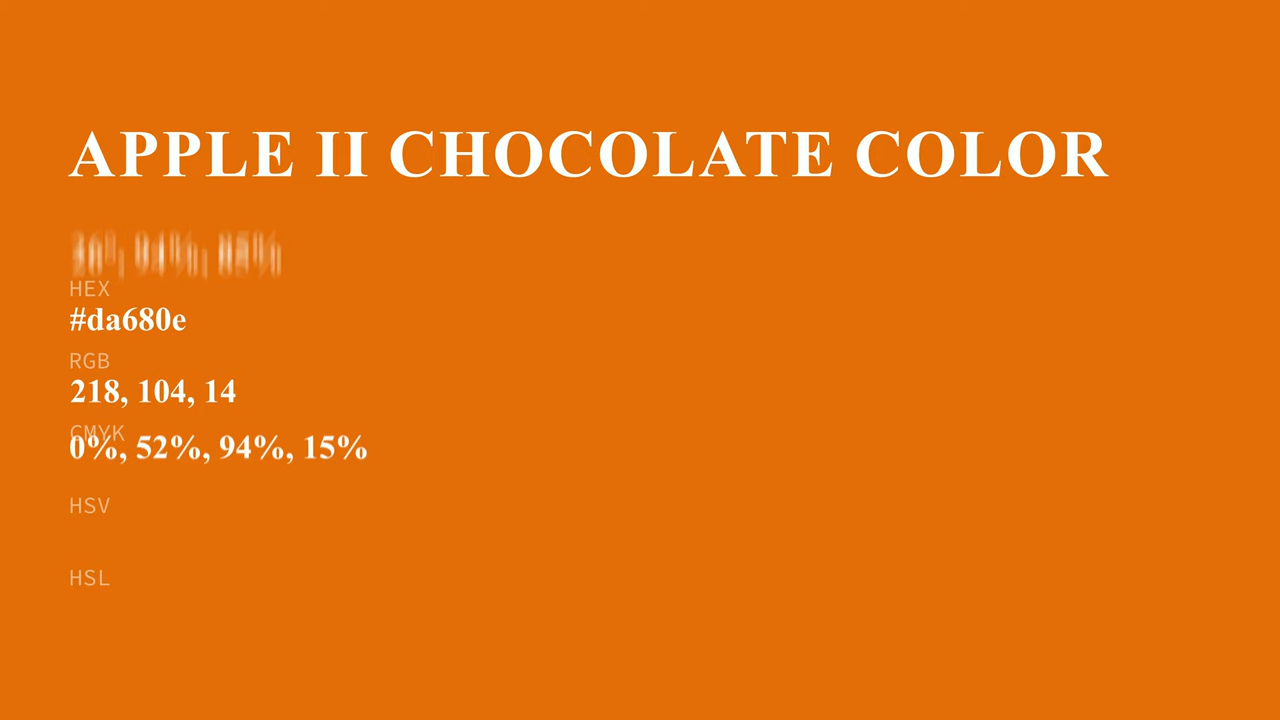 APPLE II CHOCOLATE COLOR
HEX
#da680e
RGB
218, 104, 14
CMYK
0%, 52%, 94%, 15%
HSV
HSL